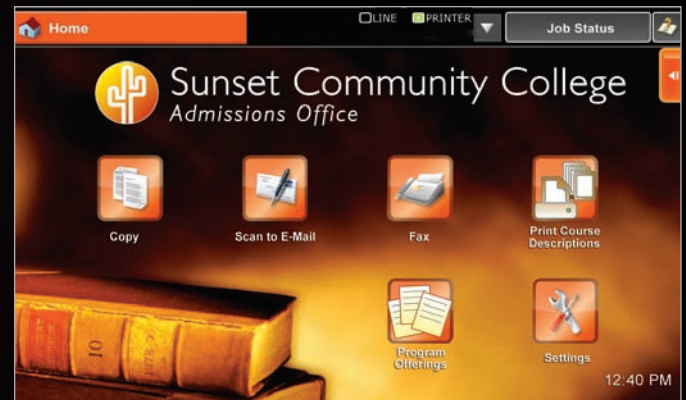 Home
LINE
PRINTER
Job Status
Sunset Community College
Admissions Office
Copy
Scan to E-Mail
Fax
Print Course
Descriptions
10
Program
Offerings
Settings
12:40 PM